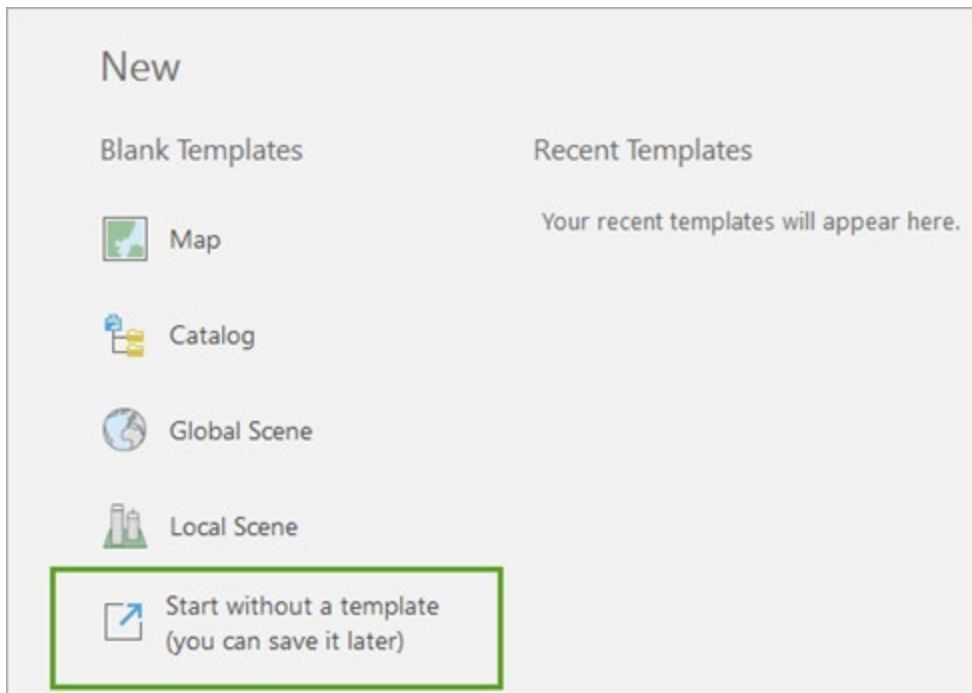 New
Blank Templates
Recent Templates
Map
Your recent templates will appear here.
Catalog
Global Scene
Local Scene
Start without a template
(you can save it later)